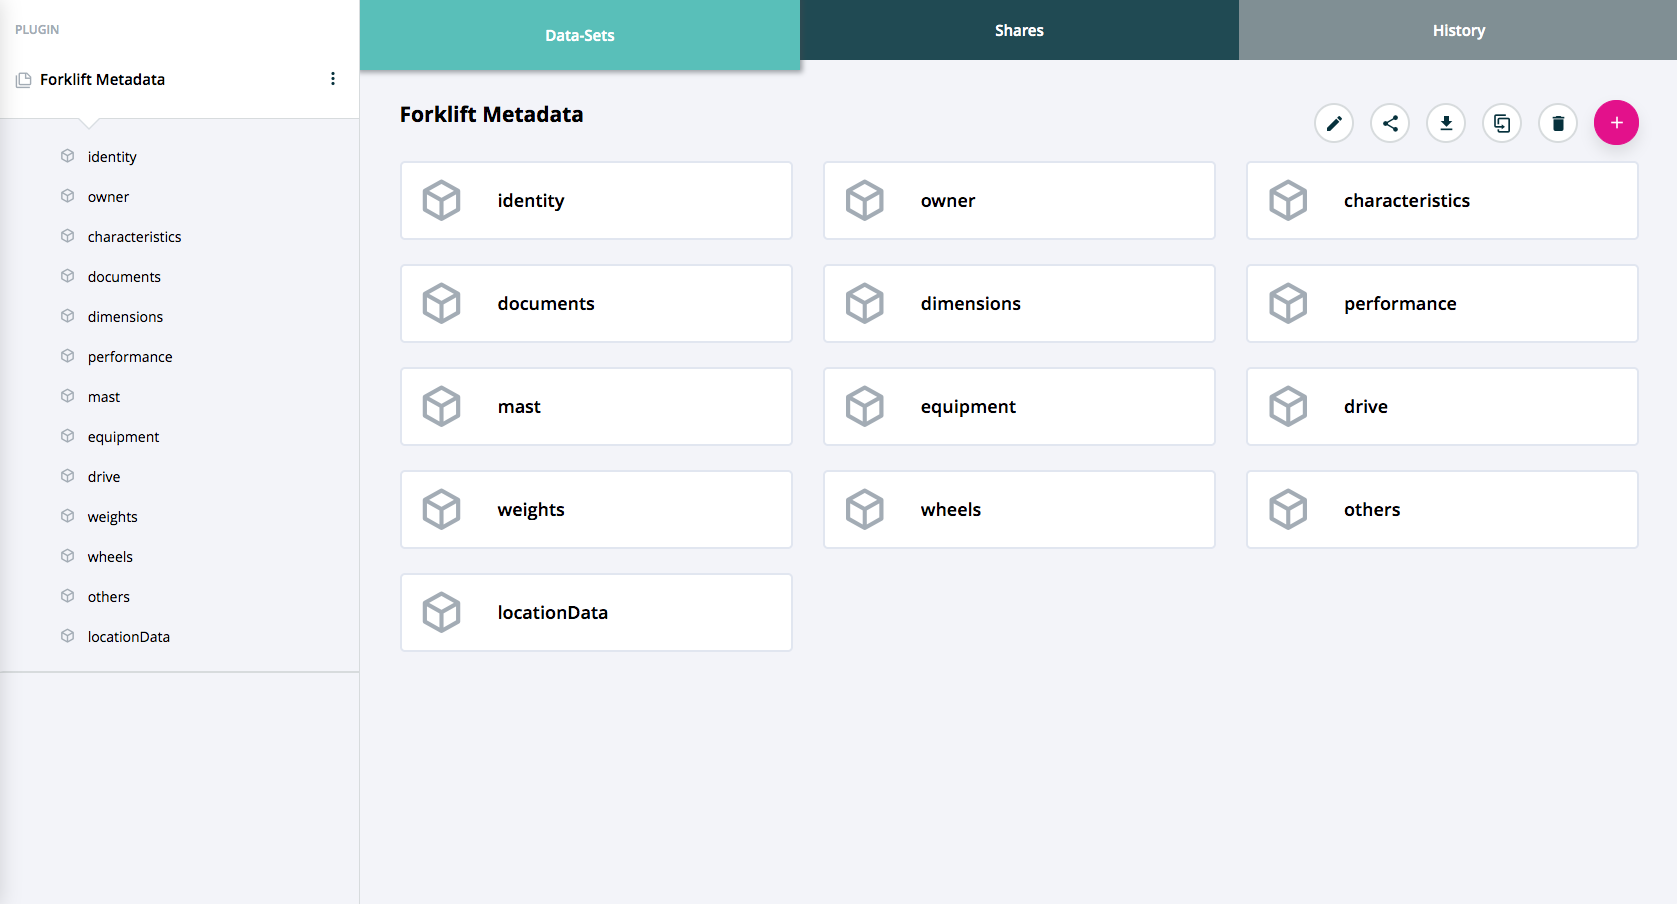 PLUGIN
Forklift Metadata
identity
owner
characteristics
documents
dimensions
performance
mast
equipment
drive
weights
wheels
others
locationData
Data-Sets
Shares
History
Forklift Metadata
identity
owner
characteristics
documents
dimensions
performance
mast
equipment
drive
weights
wheels
others
locationData